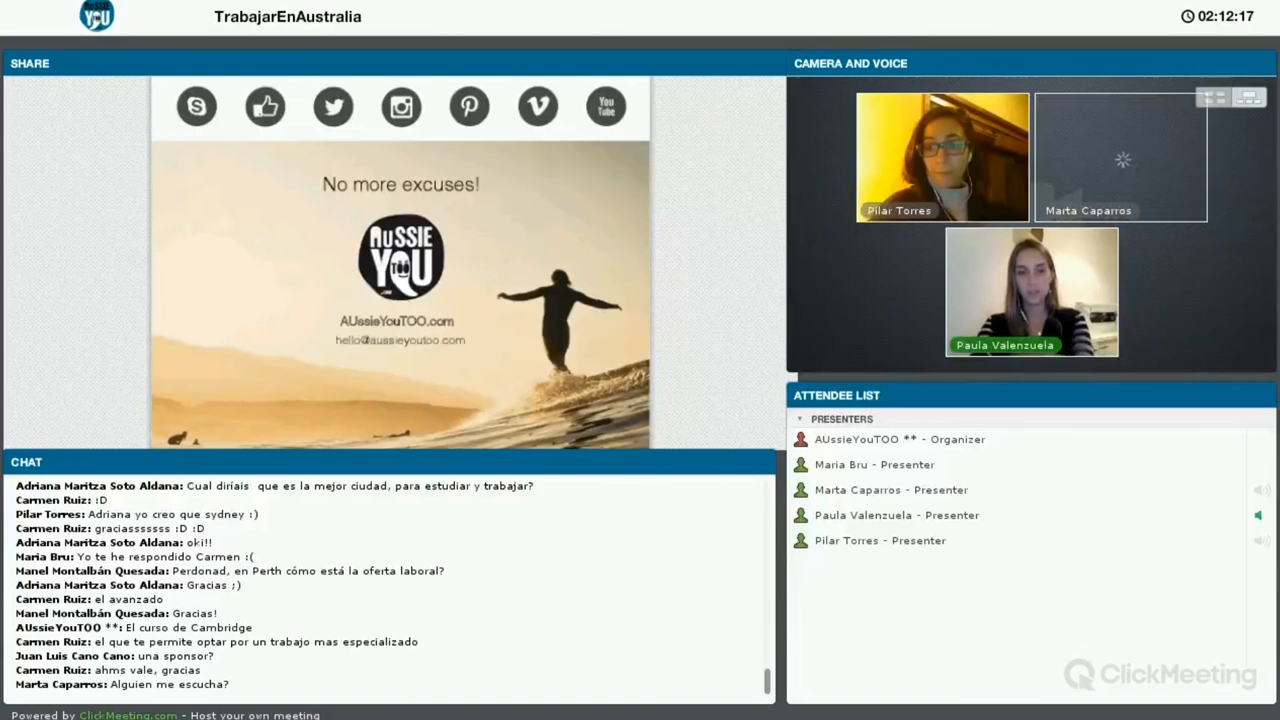 AUSSIE
YOU
TrabajarEnAustralia
02:12:17
SHARE
You
Tube
No more excuses!
AUSSIE
YOU
TOO
AUssieYouTOO.com
hello@aussieyoutoo.com
CAMERA AND VOICE
Pilar Torres
Marta Caparros
Paula Valenzuela
ATTENDEE LIST
PRESENTERS
AUssieYouTOO ** - Organizer
Maria Bru - Presenter
Marta Caparros - Presenter
Paula Valenzuela - Presenter
Pilar Torres - Presenter
CHAT
Adriana Maritza Soto Aldana: Cual diríais que es la mejor ciudad, para estudiar y trabajar?
Carmen Ruiz: :D
Pilar Torres: Adriana yo creo que sydney :)
Carmen Ruiz: graciasssssss :D :D
Adriana Maritza Soto Aldana: oki!!
Maria Bru: Yo te he respondido Carmen :(
Manel Montalbán Quesada: Perdonad, en Perth cómo está la oferta laboral?
Adriana Maritza Soto Aldana: Gracias ;)
Carmen Ruiz: el avanzado
Manel Montalbán Quesada: Gracias!
AUssieYouTOO **: El curso de Cambridge
Carmen Ruiz: el que te permite optar por un trabajo mas especializado
Juan Luis Cano Cano: una sponsor?
Carmen Ruiz: ahms vale, gracias
Marta Caparros: Alguien me escucha?
ClickMeeting
Powered by ClickMeeting.com - Host your own meeting